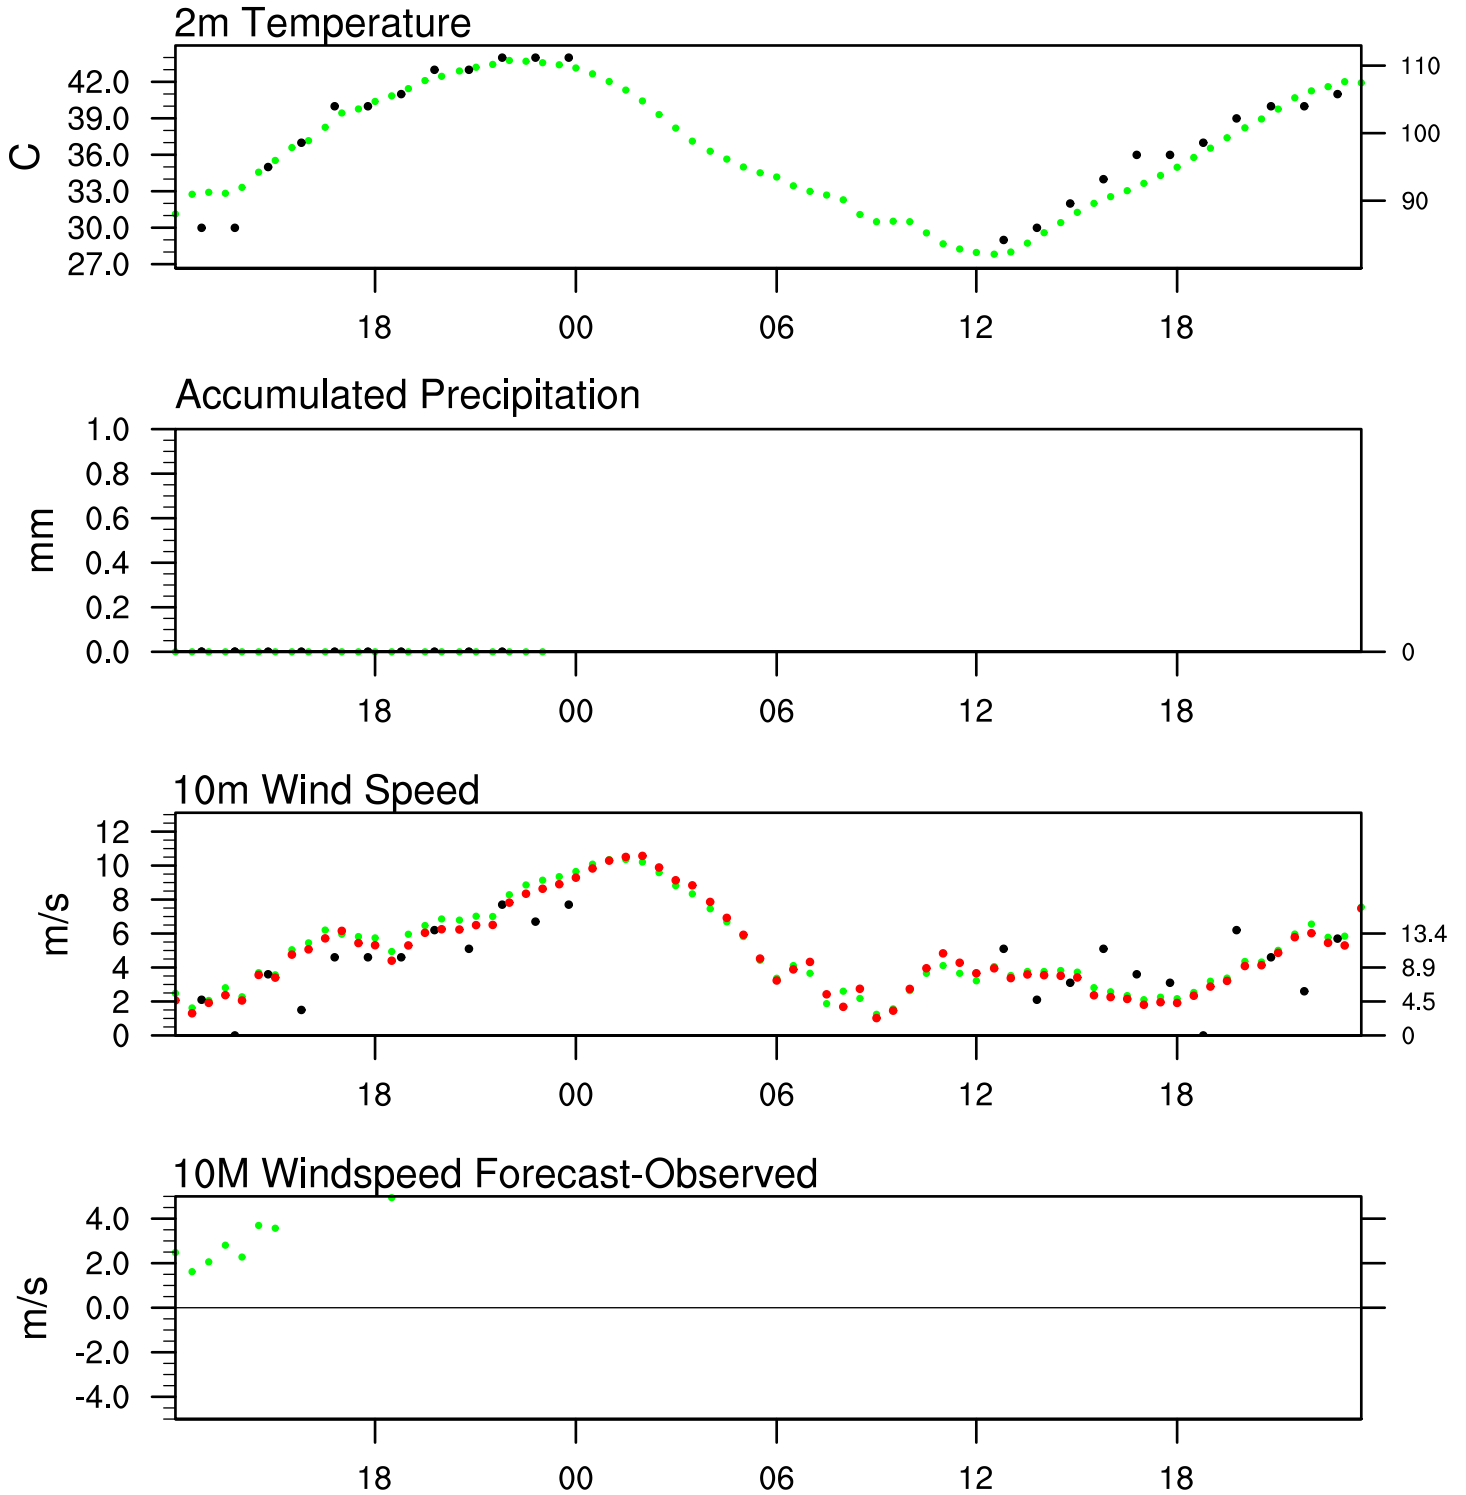 2m Temperature
42.0
39.0
36.0
33.0
30.0
27.0
C
110
100
90
18 00 06 12 18
Accumulated Precipitation
1.0
0.8
0.6
0.4
0.2
0.0
mm
0
18 00 06 12 18
10m Wind Speed
12
10
8
6
4
2
0
m/s
13.4
8.9
4.5
0
18 00 06 12 18
10M Windspeed Forecast-Observed
4.0
2.0
0.0
-2.0
-4.0
m/s
18 00 06 12 18